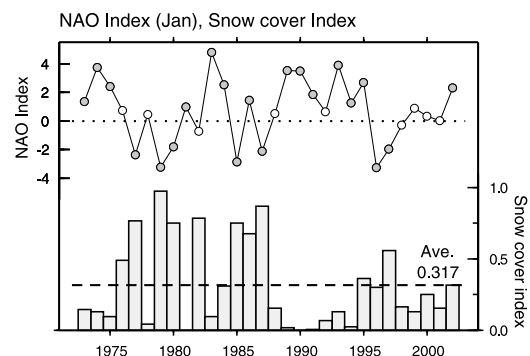 NAO Index (Jan), Snow cover Index
NAO Index
4
2
0
-2
-4
1.0
0.5
0.0
Snow cover index
Ave.
0.317
1975 1980 1985 1990 1995 2000